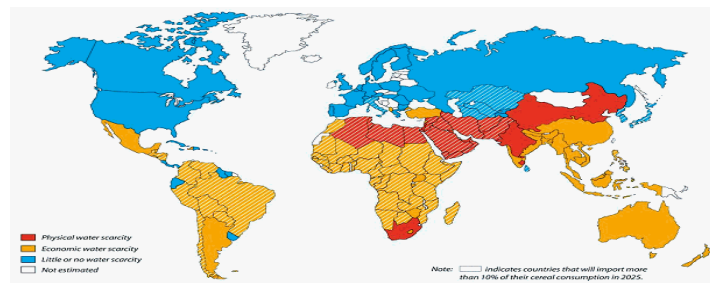 Physical water scarcity
Economic water scarcity
Little or no water scarcity
Not estimated
Note: indicates countries that will import more
than 10% of their cereal consumption in 2025.